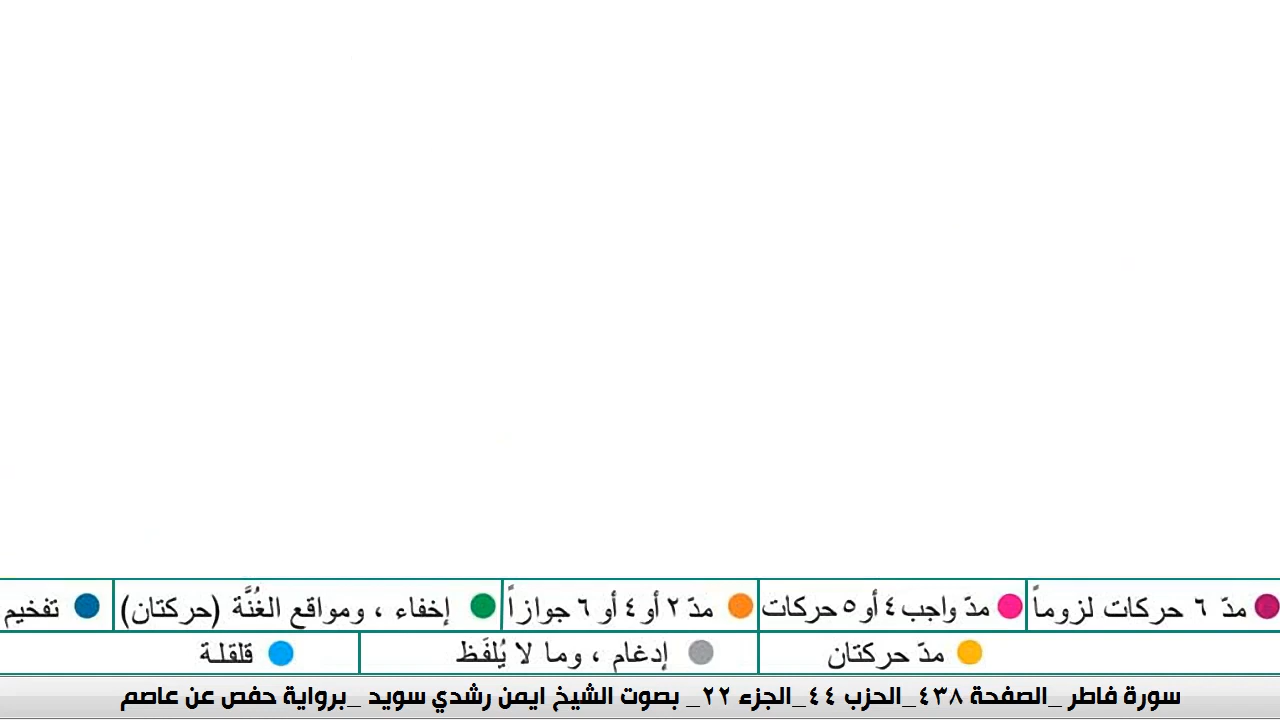 مدّ ٦ حركات لزوماً مدّ واجب ٤ أو ٥ حركات مدّ ٢ أو ٤ أو ٦ جوازاً إخفاء ، ومواقع الغُنَّة (حركتان) تفخيم
مدّ حركتان إدغام ، وما لا يُلفَظ قلقلة
سورة فاطر _الصفحة ٤٣٨_الحزب ٤٤_الجزء ٢٢_ بصوت الشيخ ايمن رشدي سويد _برواية حفص عن عاصم